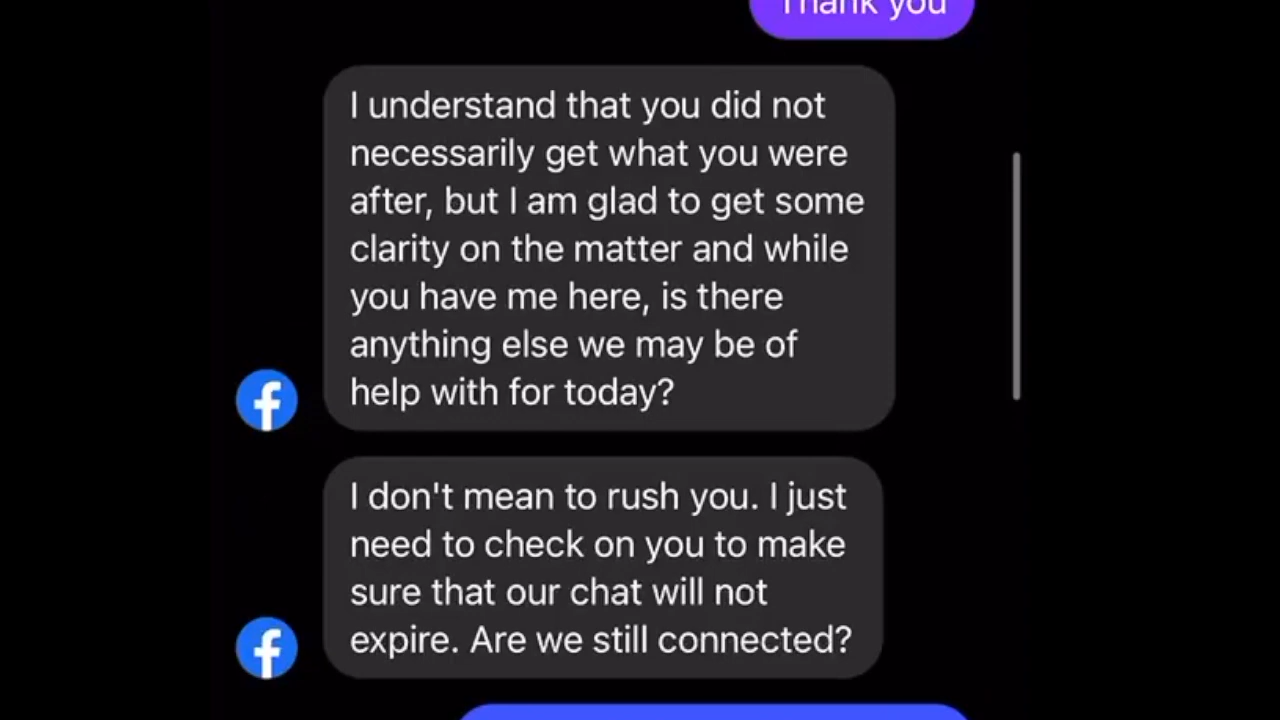 Thank you
I understand that you did not
necessarily get what you were
after, but I am glad to get some
clarity on the matter and while
you have me here, is there
anything else we may be of
help with for today?
I don't mean to rush you. I just
need to check on you to make
sure that our chat will not
expire. Are we still connected?